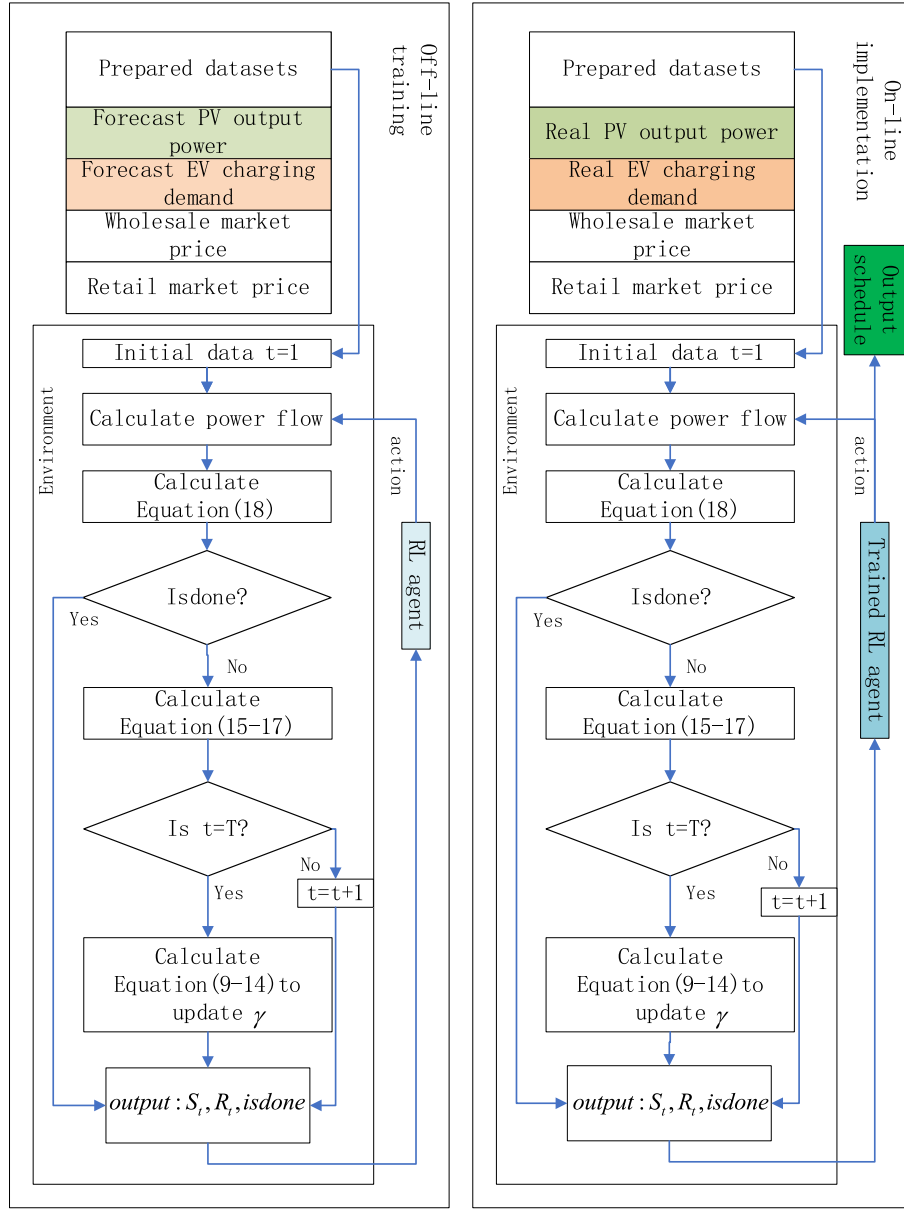 Off-line
training
Prepared datasets
Forecast PV output
power
Forecast EV charging
demand
Wholesale market
price
Retail market price
Environment
Initial data t=1
Calculate power flow
action
Calculate
Equation(18)
RL agent
Isdone?
Yes
No
Calculate
Equation(15-17)
Is t=T?
No
Yes
t=t+1
Calculate
Equation(9-14)to
update γ
output : S_t, R_t, isdone
On-line
implementation
Prepared datasets
Real PV output power
Real EV charging
demand
Wholesale market
price
Retail market price
Output
schedule
Environment
Initial data t=1
Calculate power flow
action
Calculate
Equation(18)
Trained RL agent
Isdone?
Yes
No
Calculate
Equation(15-17)
Is t=T?
No
Yes
t=t+1
Calculate
Equation(9-14)to
update γ
output : S_t, R_t, isdone